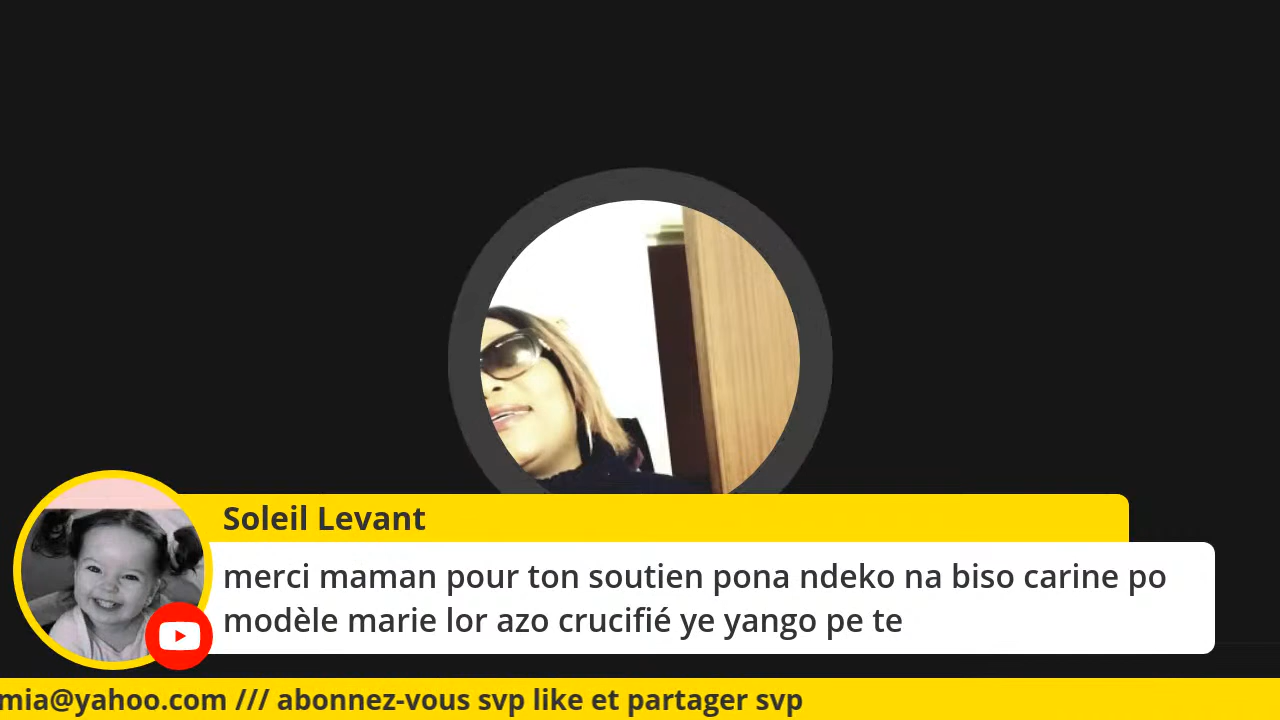 Soleil Levant
merci maman pour ton soutien pona ndeko na biso carine po
modèle marie lor azo crucifié ye yango pe te
mia@yahoo.com /// abonnez-vous svp like et partager svp